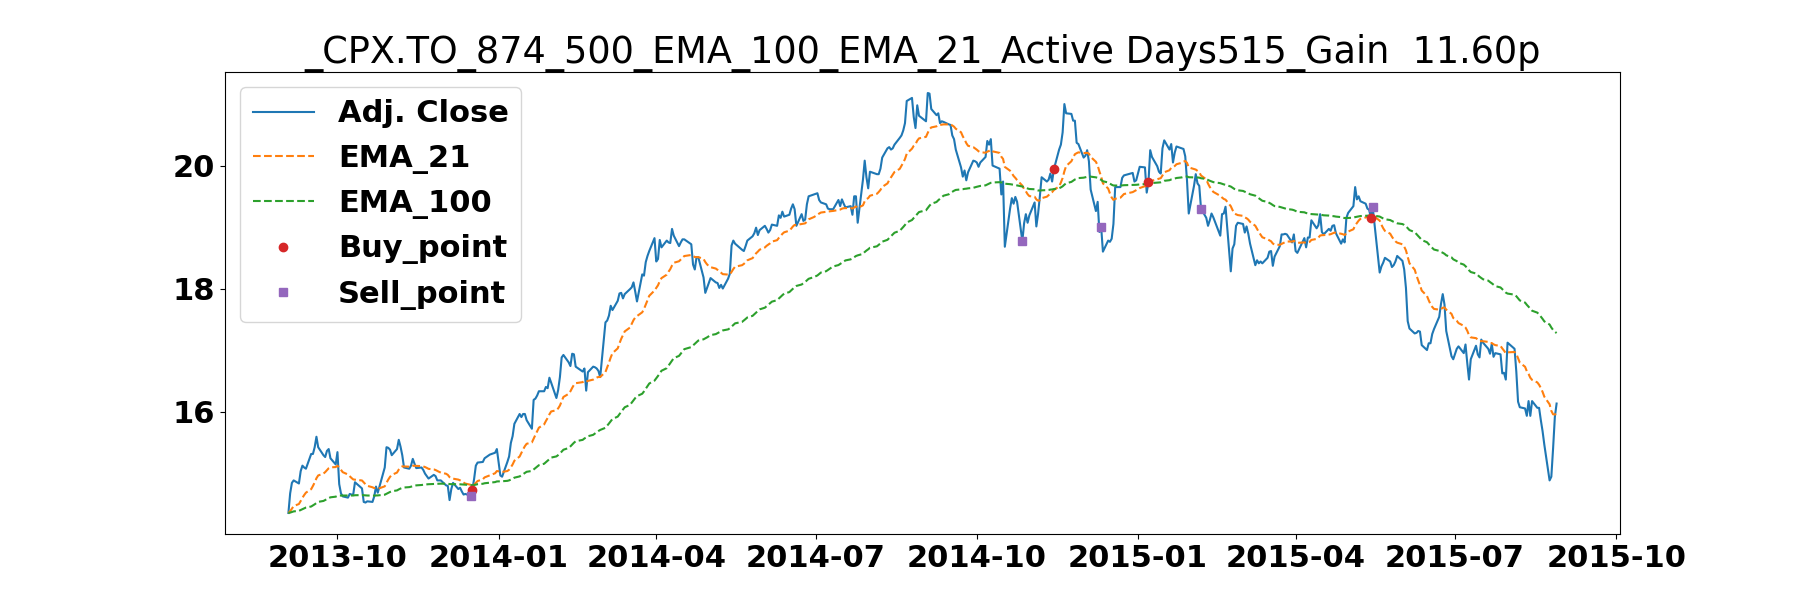 _CPX.TO_874_500_EMA_100_EMA_21_Active Days515_Gain  11.60p
Adj. Close
EMA_21
EMA_100
Buy_point
Sell_point
20
18
16
2013-10 2014-01 2014-04 2014-07 2014-10 2015-01 2015-04 2015-07 2015-10